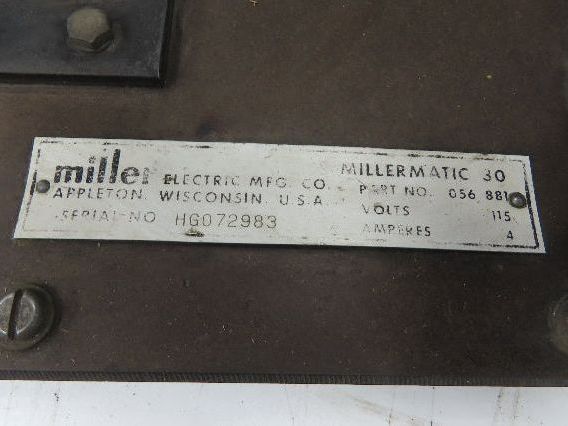 miller ELECTRIC MFG. CO
APPLETON, WISCONSIN, U.S.A.
SERIAL NO HG072983
MILLERMATIC 30
PART NO. 056 881
VOLTS 115
AMPERES 4